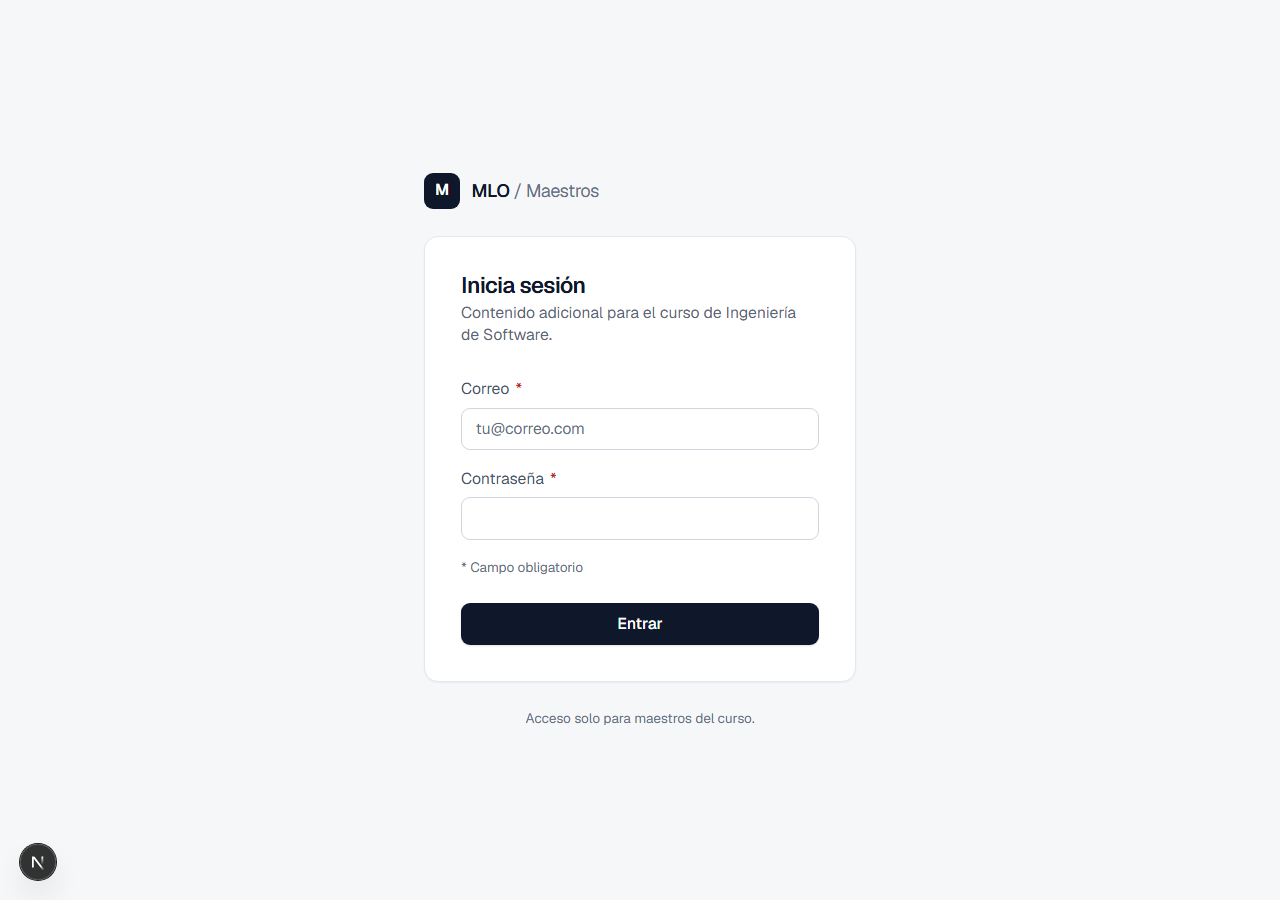 M MLO / Maestros
Inicia sesión
Contenido adicional para el curso de Ingeniería
de Software.
Correo *
tu@correo.com
Contraseña *
* Campo obligatorio
Entrar
Acceso solo para maestros del curso.
N